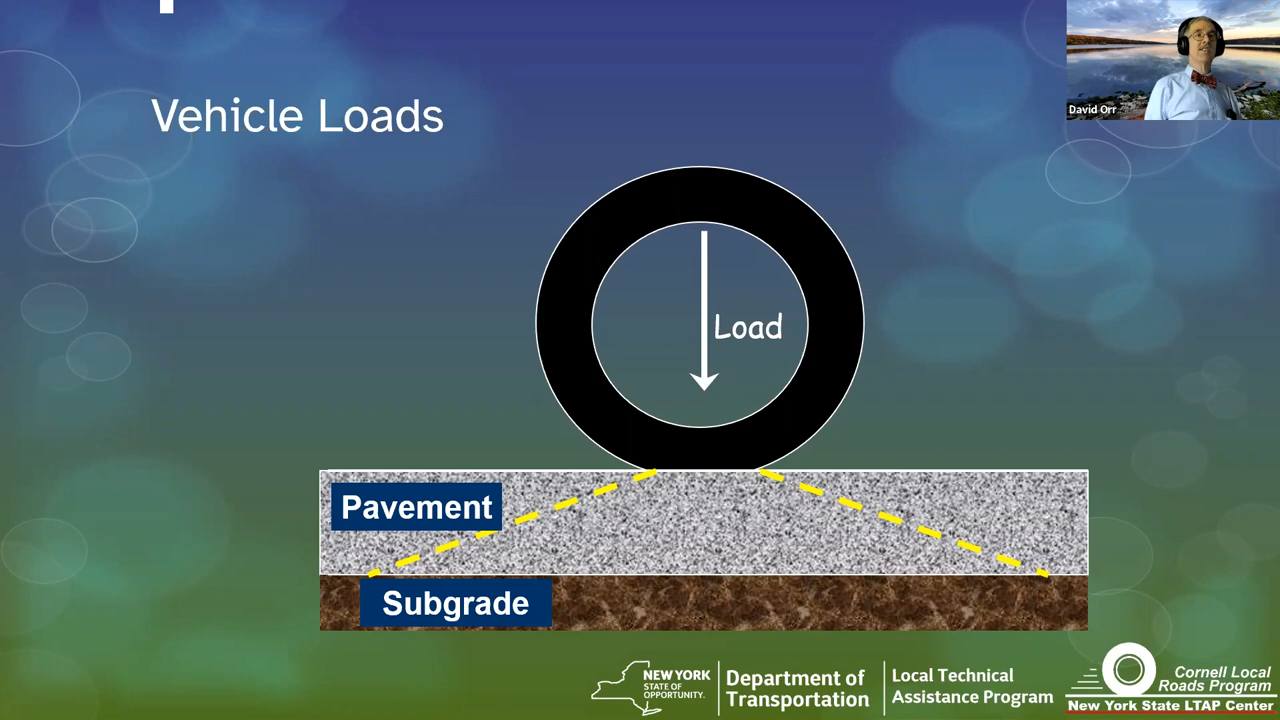 Vehicle Loads
David Orr
Load
Pavement
Subgrade
NEW YORK
STATE OF
OPPORTUNITY.
Department of
Transportation
Local Technical
Assistance Program
Cornell Local
Roads Program
New York State LTAP Center